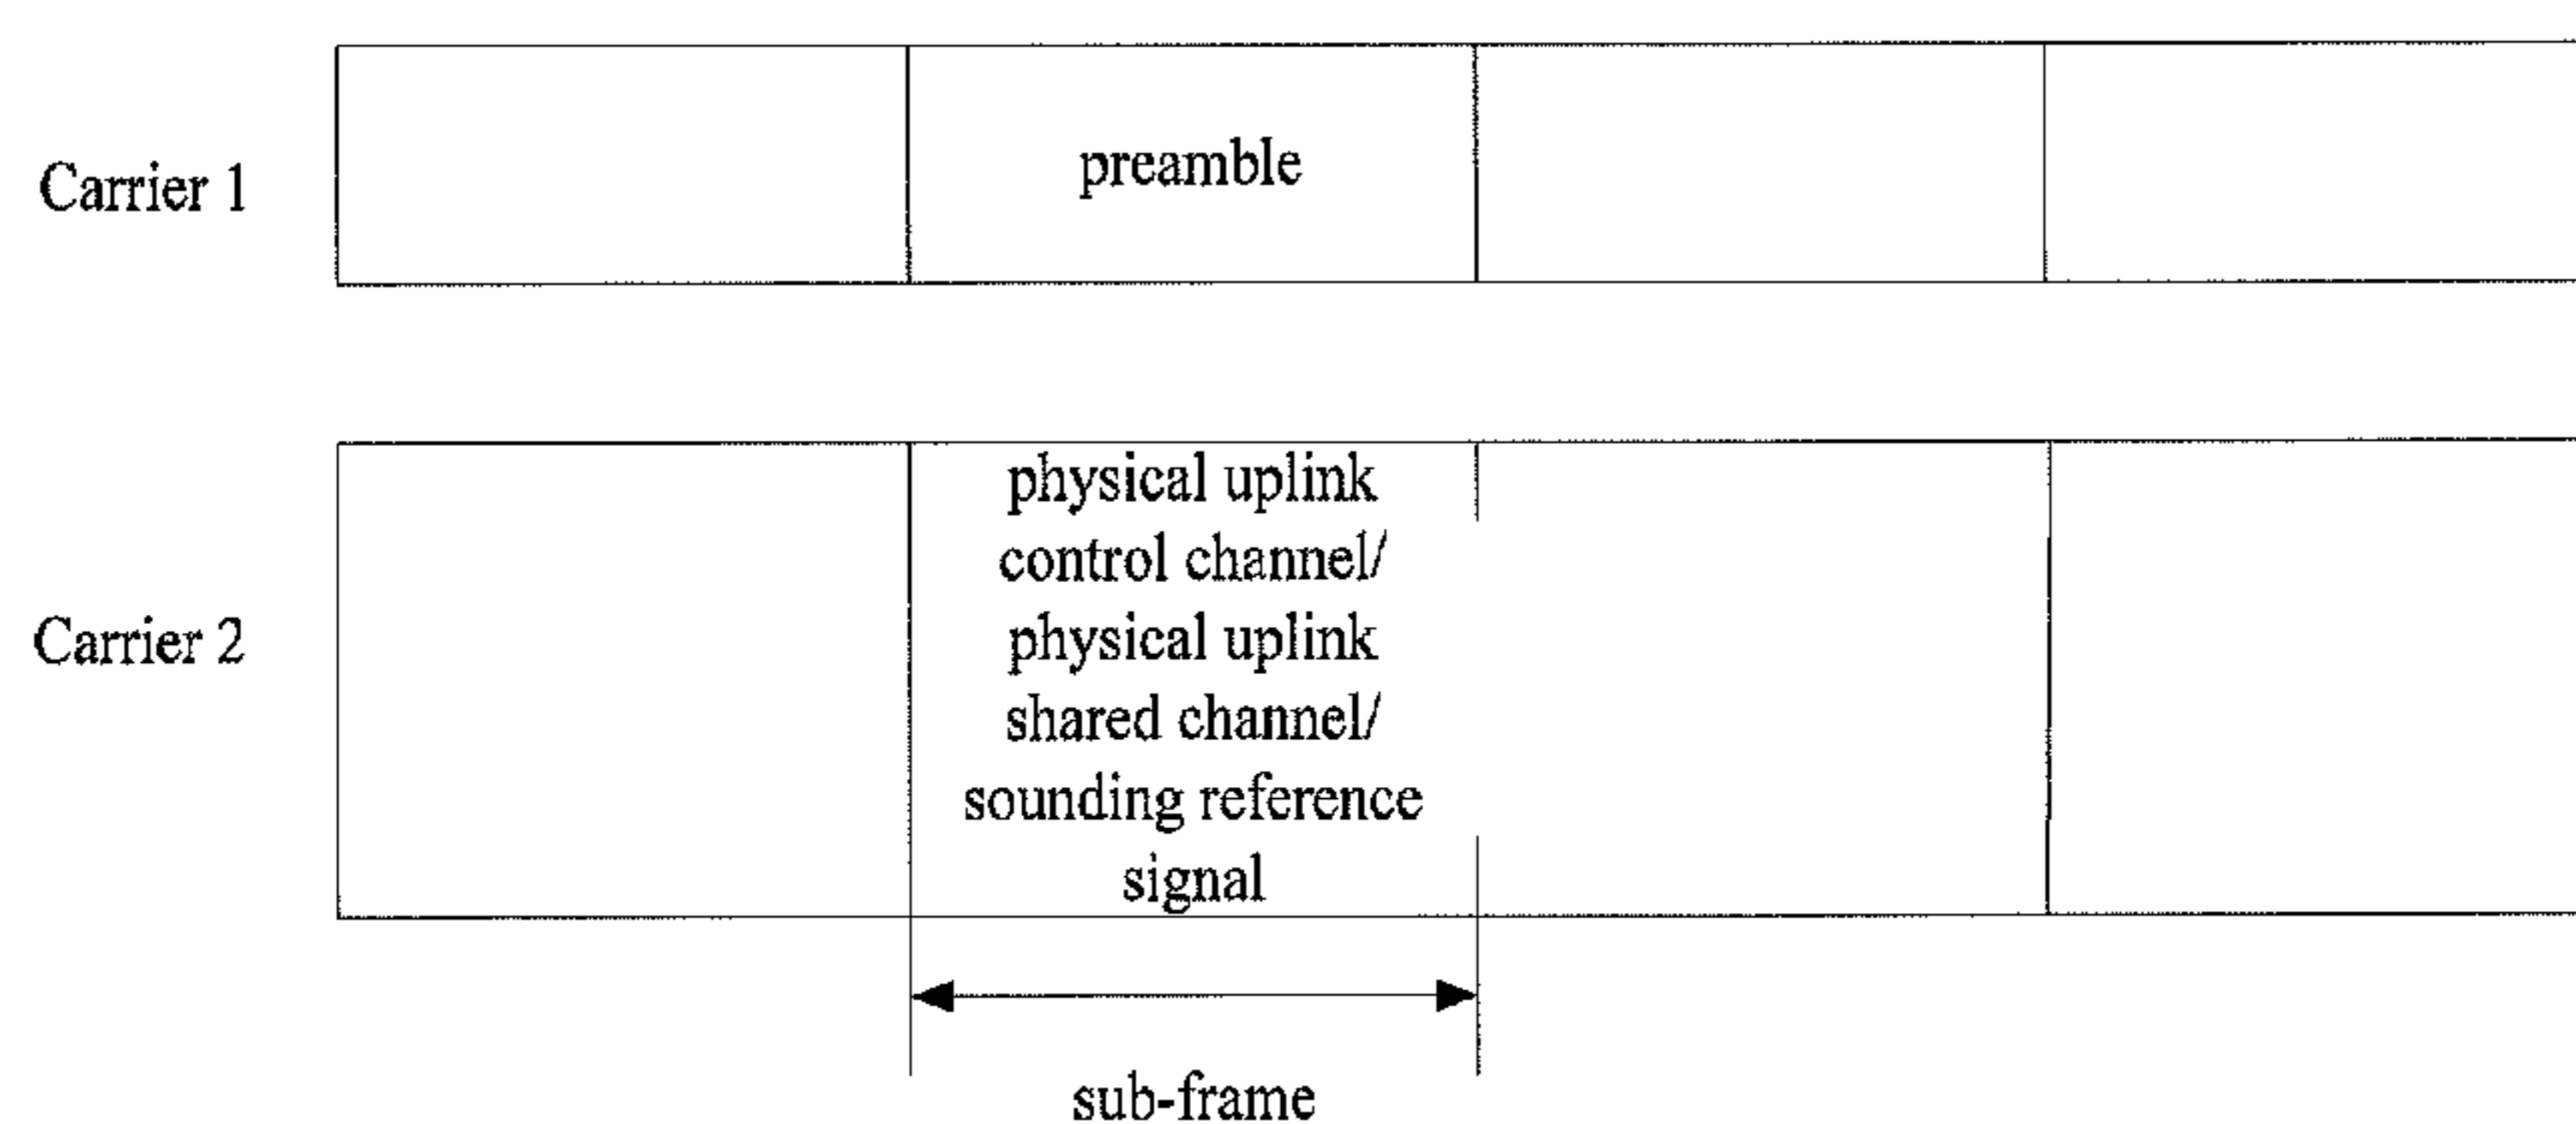 Carrier 1
preamble
Carrier 2
physical uplink
control channel/
physical uplink
shared channel/
sounding reference
signal
sub-frame